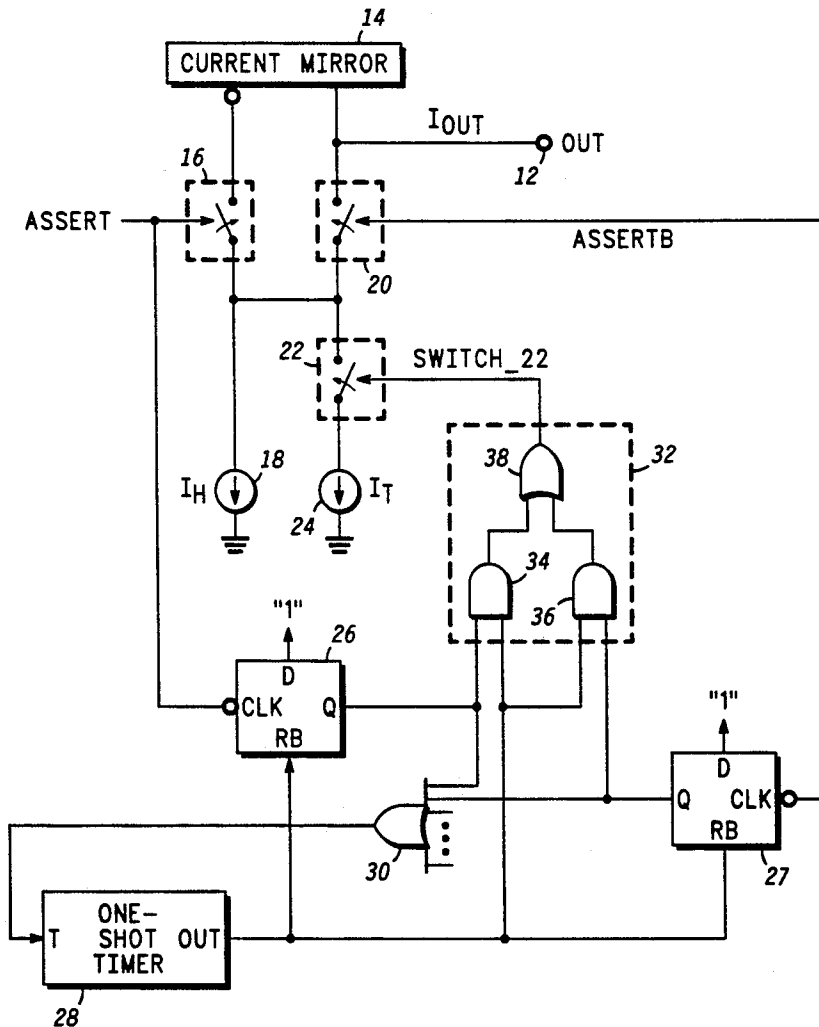 14
CURRENT MIRROR
IOUT
OUT
12
16
ASSERT
ASSERTB
20
22
SWITCH_22
38
32
18
IH
IT
24
34
36
"1"
26
D
CLK Q
RB
"1"
D
Q CLK
RB
27
30
ONE-
T SHOT OUT
TIMER
28